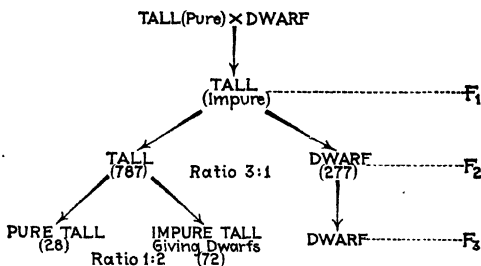 TALL(Pure) × DWARF
TALL
(Impure)
F₁
TALL
(787)
Ratio 3:1
DWARF
(277)
F₂
PURE TALL
(28)
Ratio 1:2
IMPURE TALL
Giving Dwarfs
(72)
DWARF
F₃